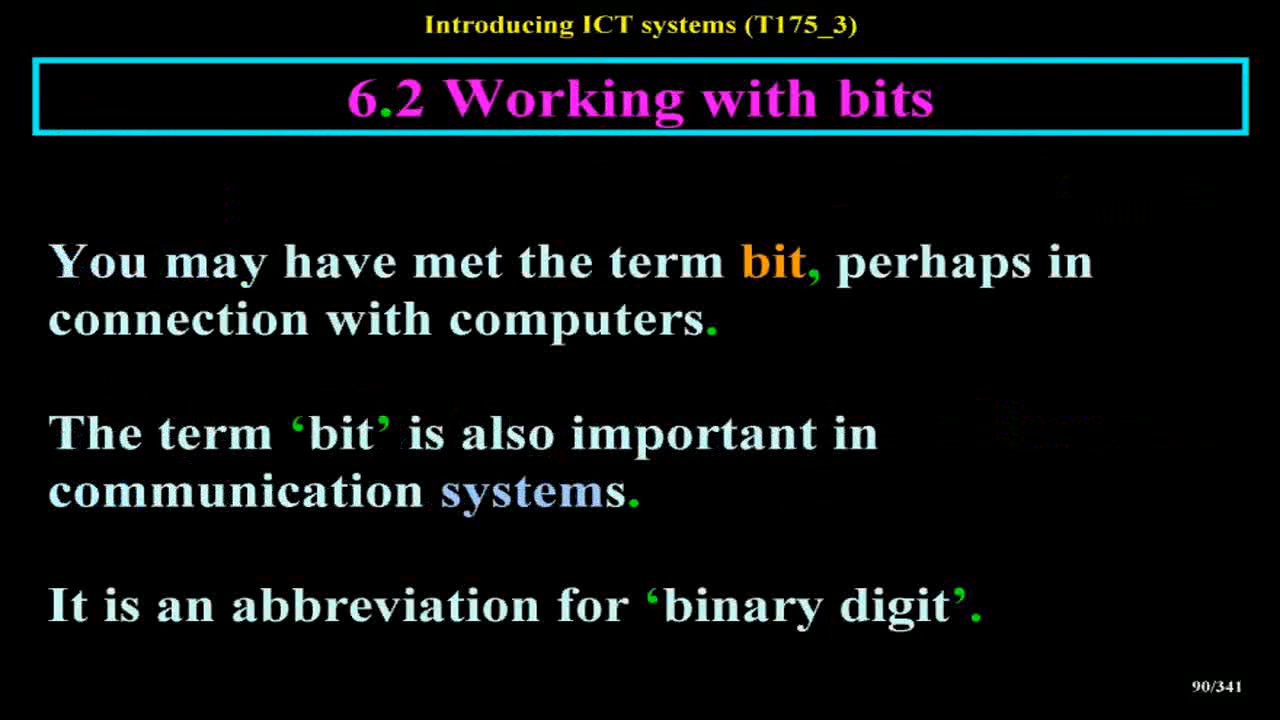 Introducing ICT systems (T175_3)
6.2 Working with bits
You may have met the term bit, perhaps in
connection with computers.
The term ‘bit’ is also important in
communication systems.
It is an abbreviation for ‘binary digit’.
90/341